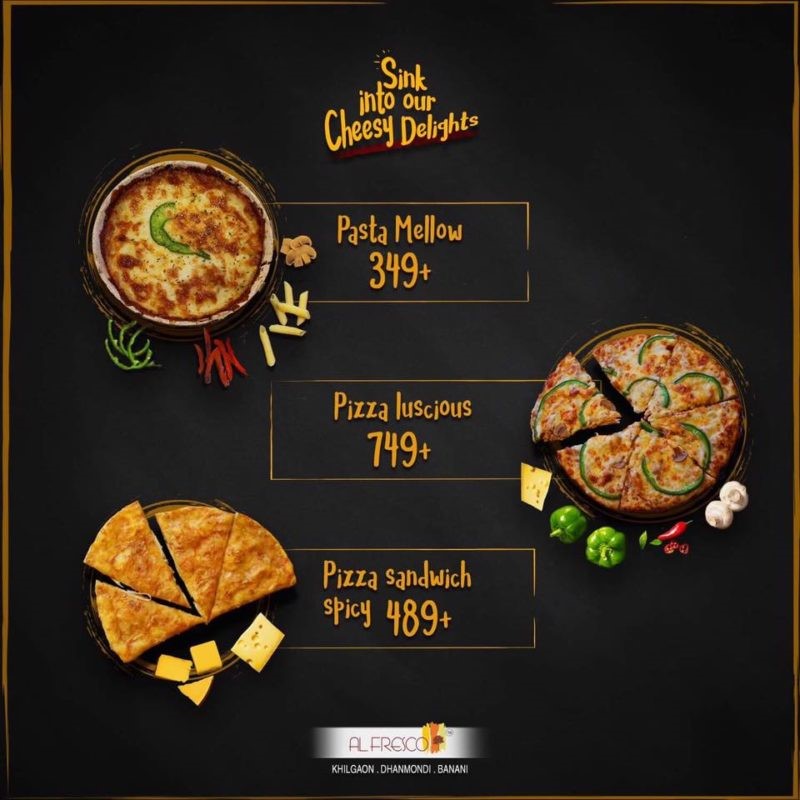 Sink
into our
Cheesy Delights
Pasta Mellow
349+
Pizza luscious
749+
Pizza sandwich
spicy 489+
AL FRESCO
KHILGAON . DHANMONDI . BANANI